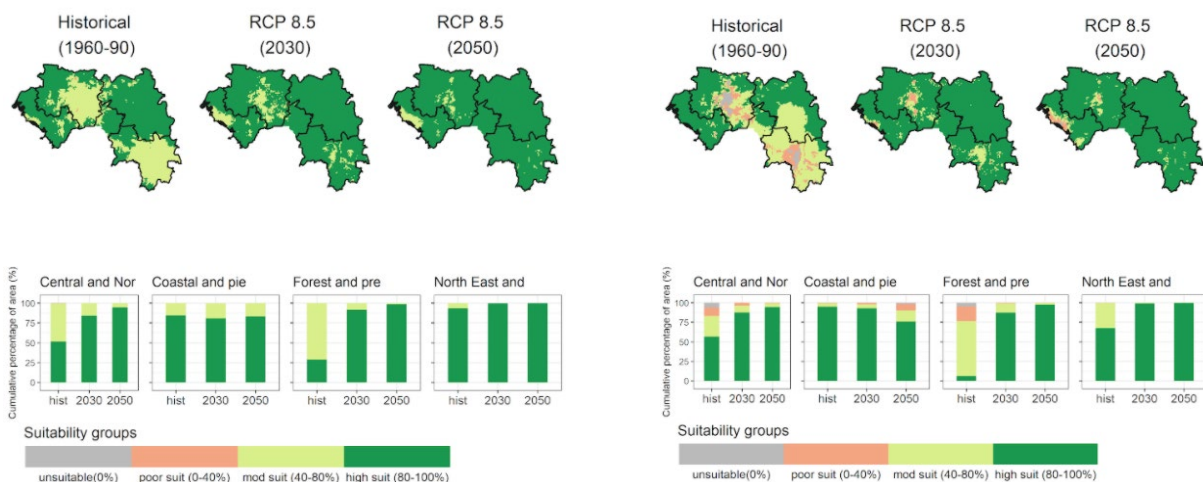 Historical
(1960-90)
RCP 8.5
(2030)
RCP 8.5
(2050)
Central and Nor
Coastal and pie
Forest and pre
North East and
Cumulative percentage of area (%)
100
75
50
25
0
hist 2030 2050
hist 2030 2050
hist 2030 2050
hist 2030 2050
Suitability groups
unsuitable(0%)
poor suit (0-40%)
mod suit (40-80%)
high suit (80-100%)
Historical
(1960-90)
RCP 8.5
(2030)
RCP 8.5
(2050)
Central and Nor
Coastal and pie
Forest and pre
North East and
Cumulative percentage of area (%)
100
75
50
25
0
hist 2030 2050
hist 2030 2050
hist 2030 2050
hist 2030 2050
Suitability groups
unsuitable(0%)
poor suit (0-40%)
mod suit (40-80%)
high suit (80-100%)